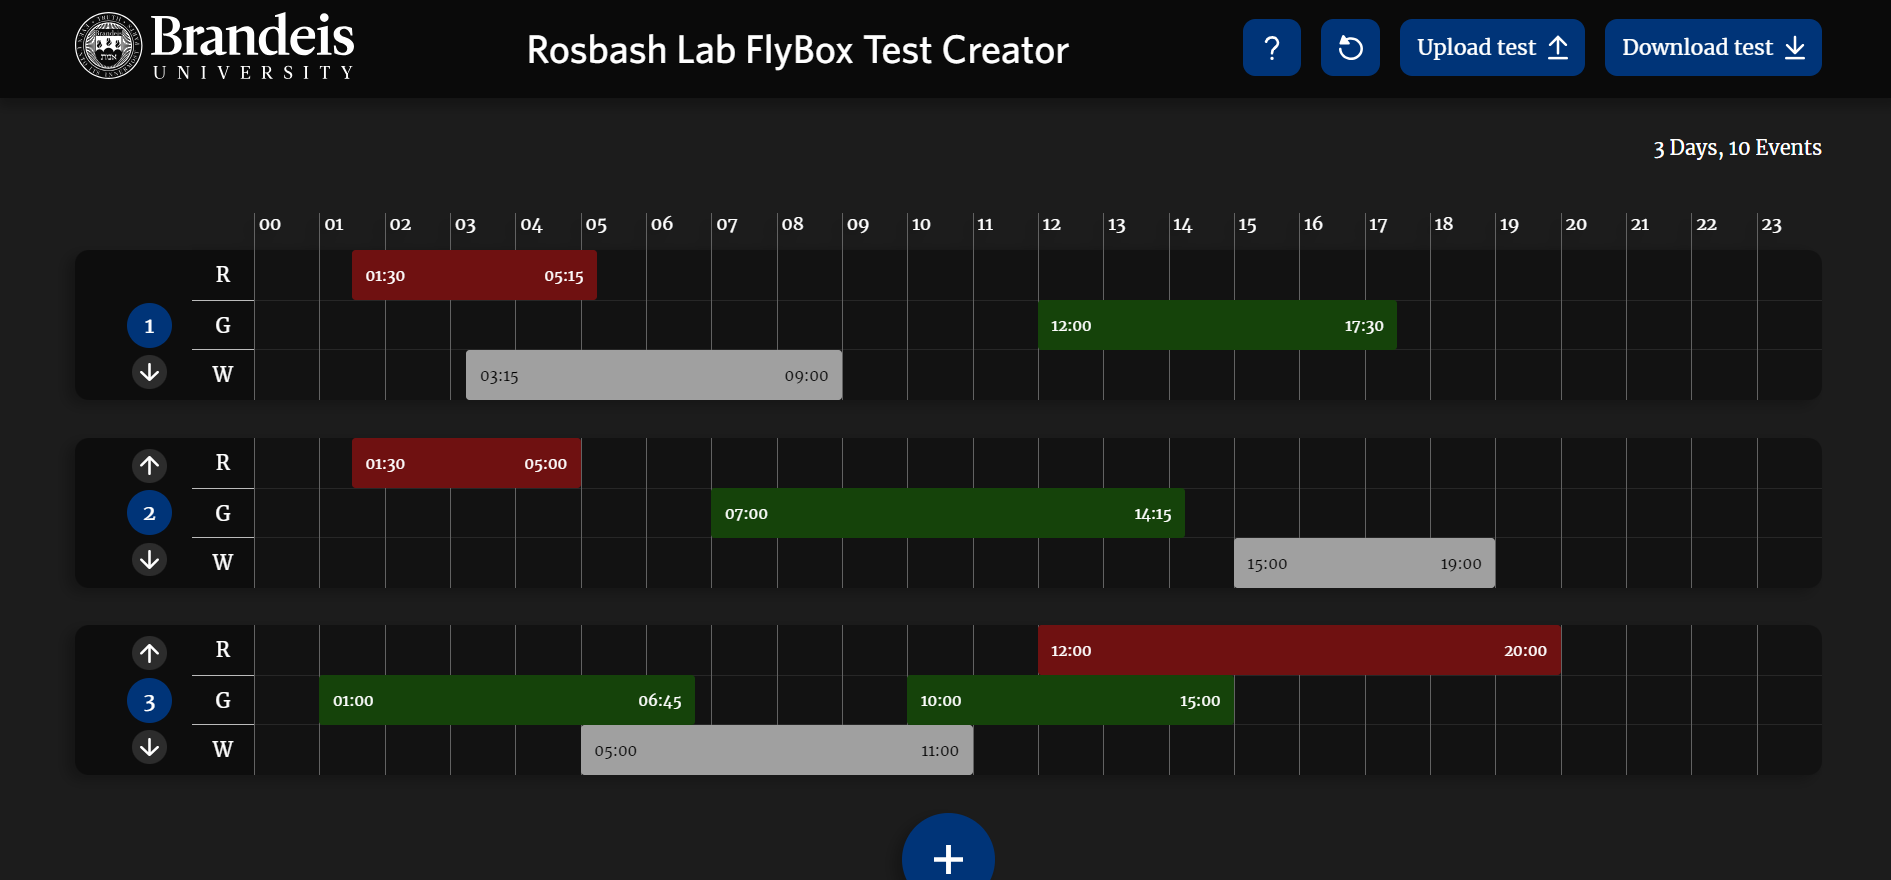 Brandeis
UNIVERSITY
Rosbash Lab FlyBox Test Creator
?
Upload test
Download test
3 Days, 10 Events
00 01 02 03 04 05 06 07 08 09 10 11 12 13 14 15 16 17 18 19 20 21 22 23
R 01:30 05:15
1 G 12:00 17:30
W 03:15 09:00
R 01:30 05:00
2 G 07:00 14:15
W 15:00 19:00
R 12:00 20:00
3 G 01:00 06:45 10:00 15:00
W 05:00 11:00
+